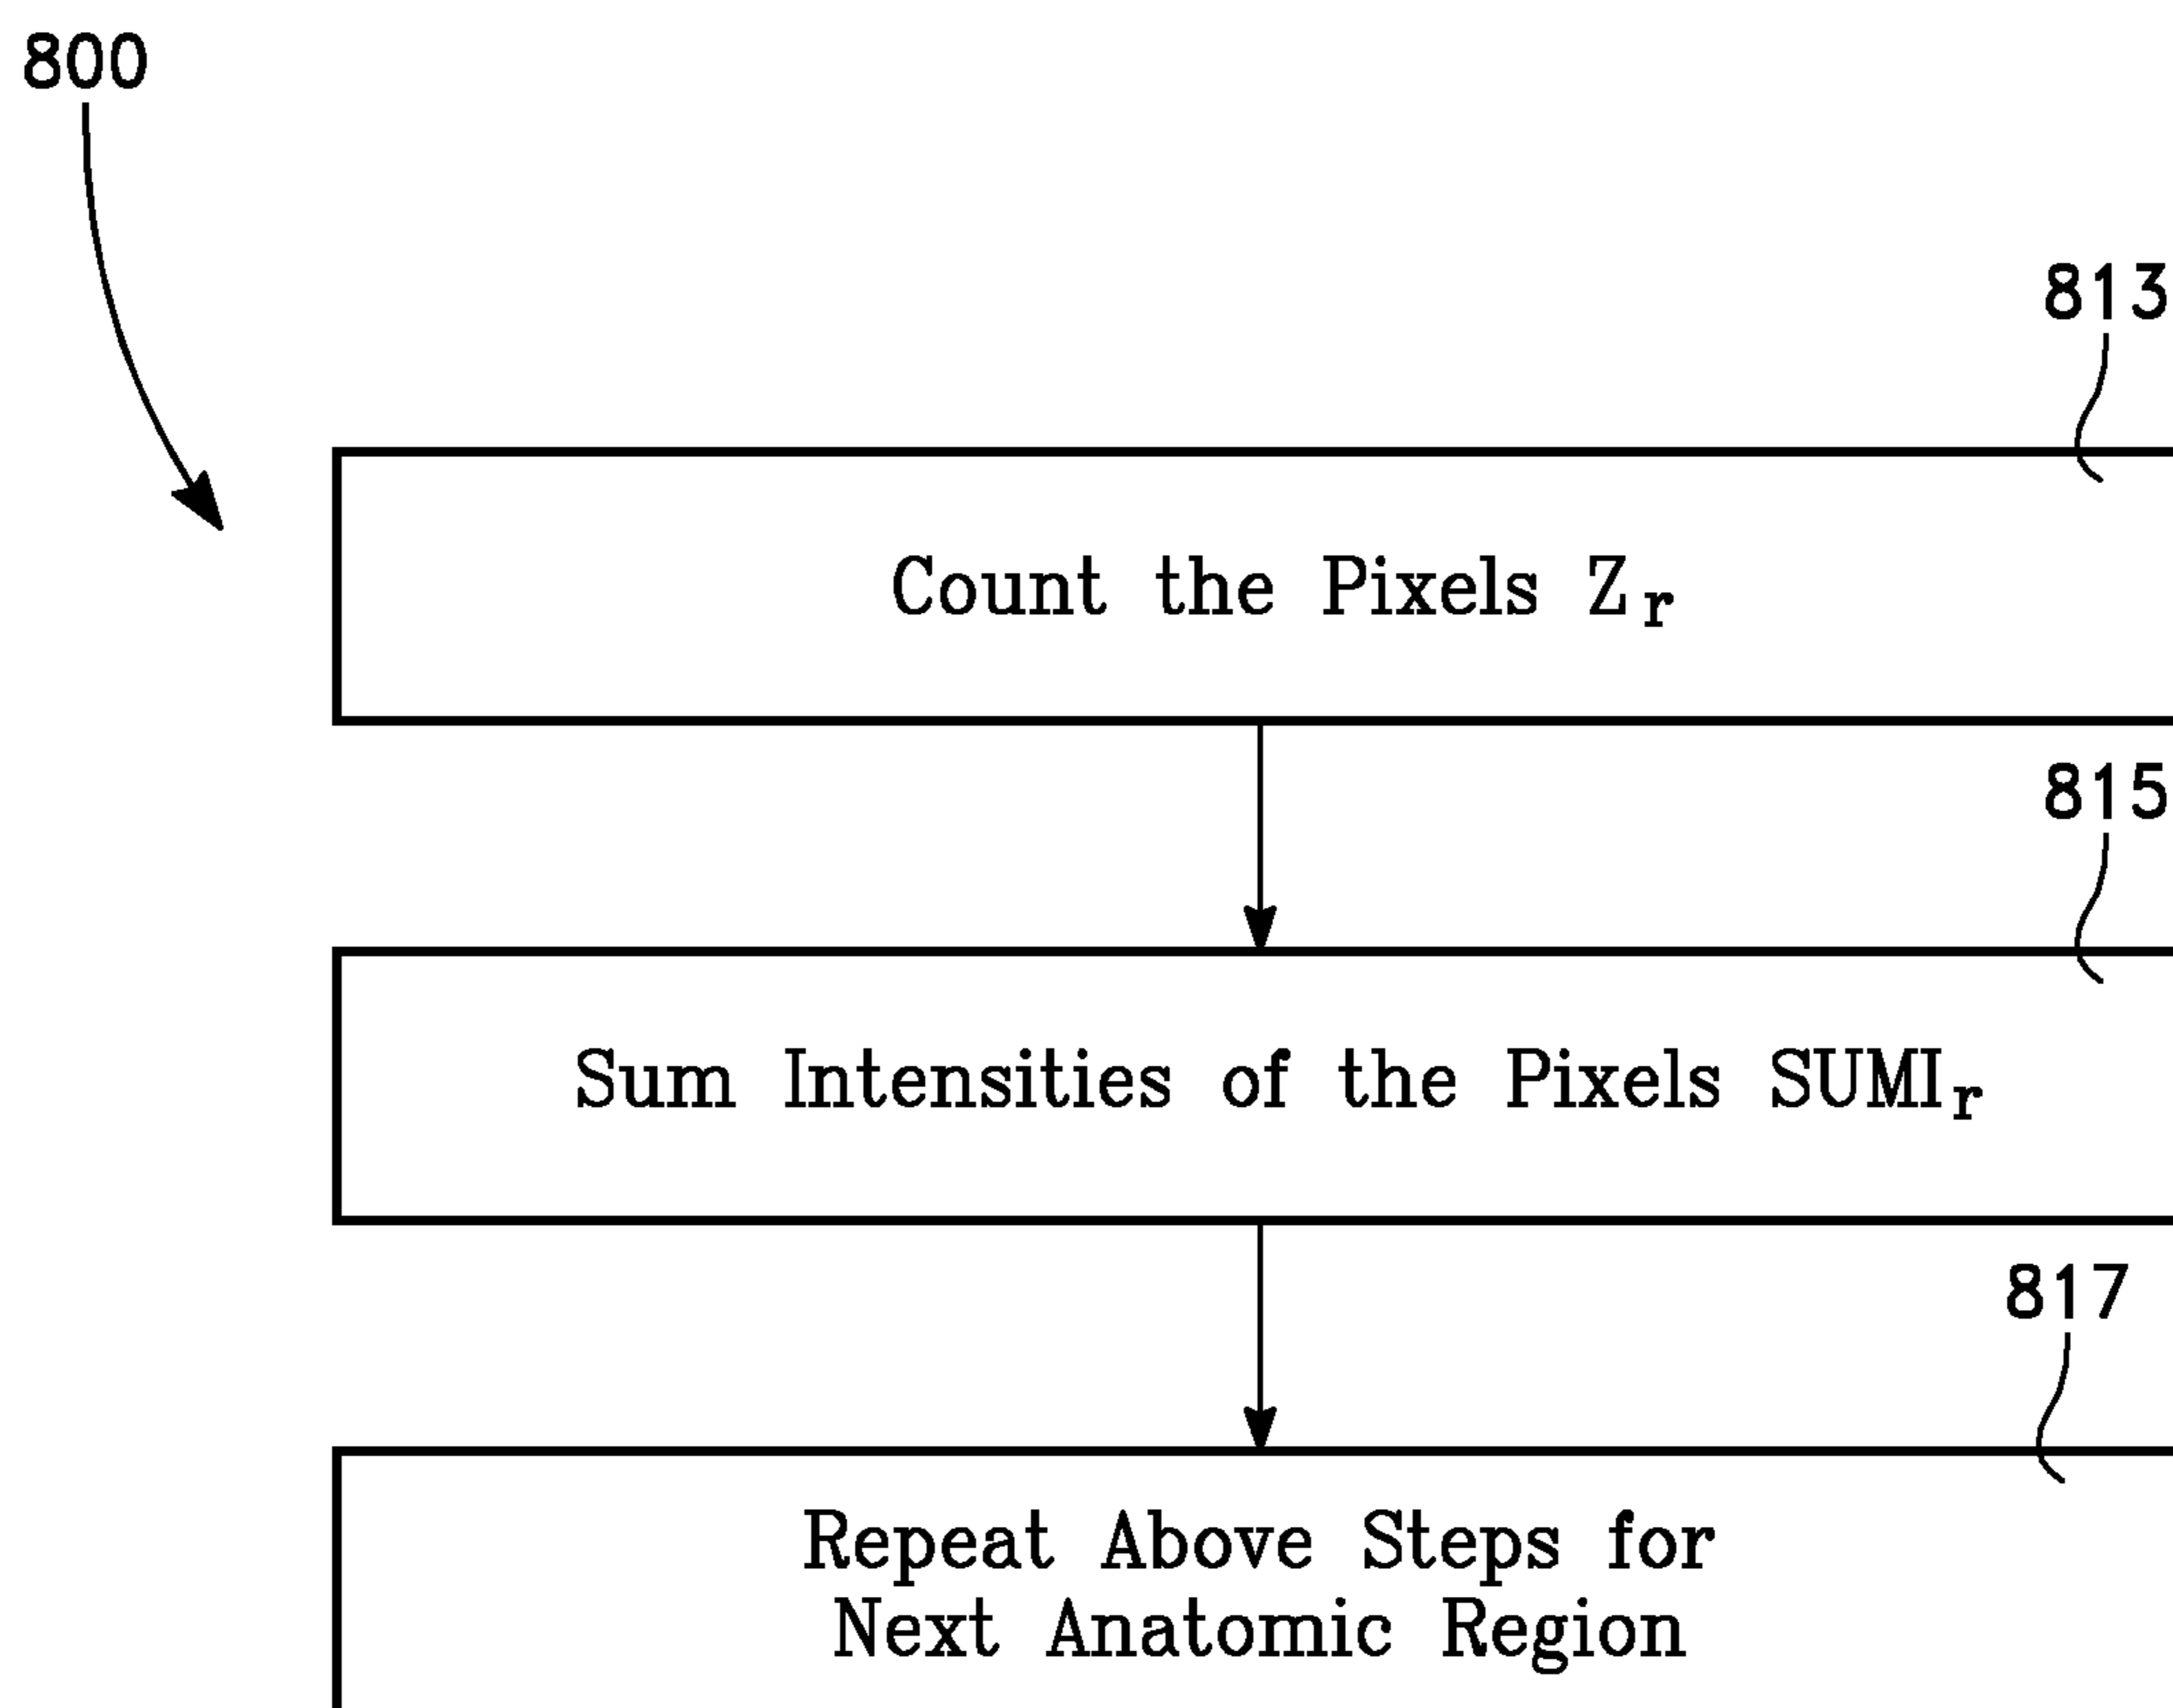 800
813
Count the Pixels Zr
815
Sum Intensities of the Pixels SUMIr
817
Repeat Above Steps for
Next Anatomic Region